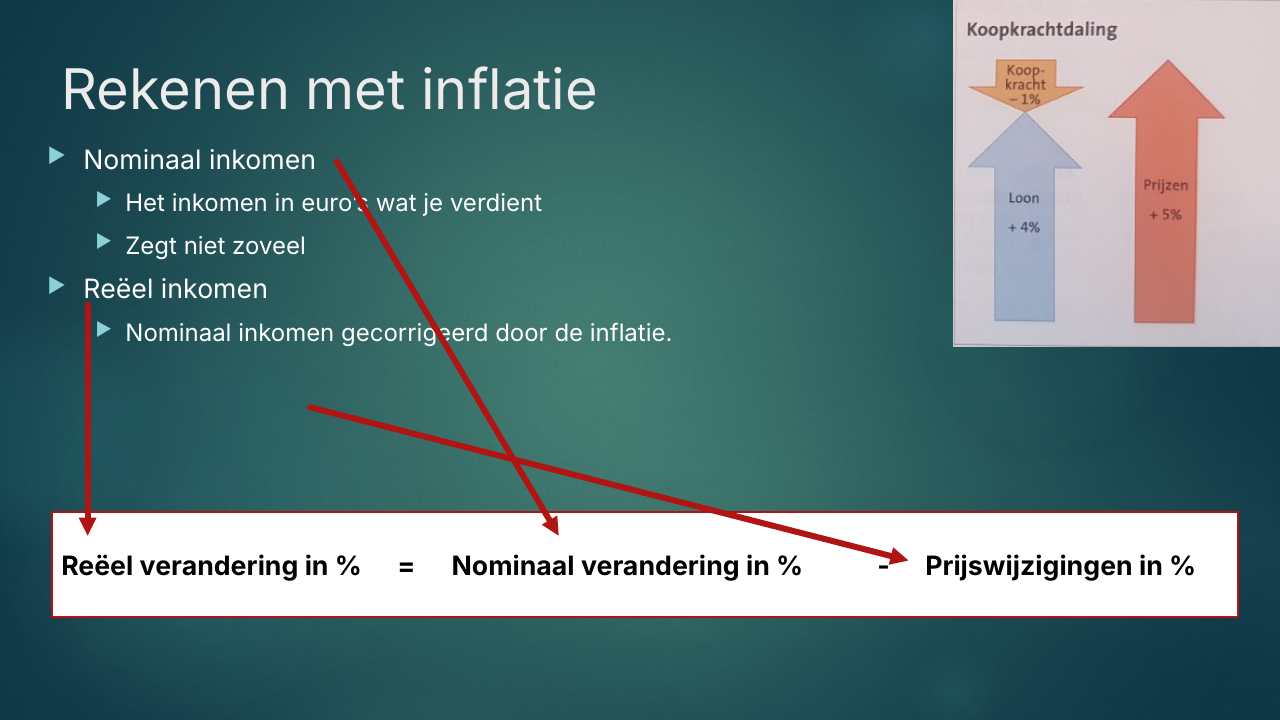 Rekenen met inflatie
Nominaal inkomen
Het inkomen in euro's wat je verdient
Zegt niet zoveel
Reëel inkomen
Nominaal inkomen gecorrigeerd door de inflatie.
Koopkrachtdaling
Koop-
kracht
– 1%
Loon
+ 4%
Prijzen
+ 5%
Reëel verandering in % = Nominaal verandering in % - Prijswijzigingen in %